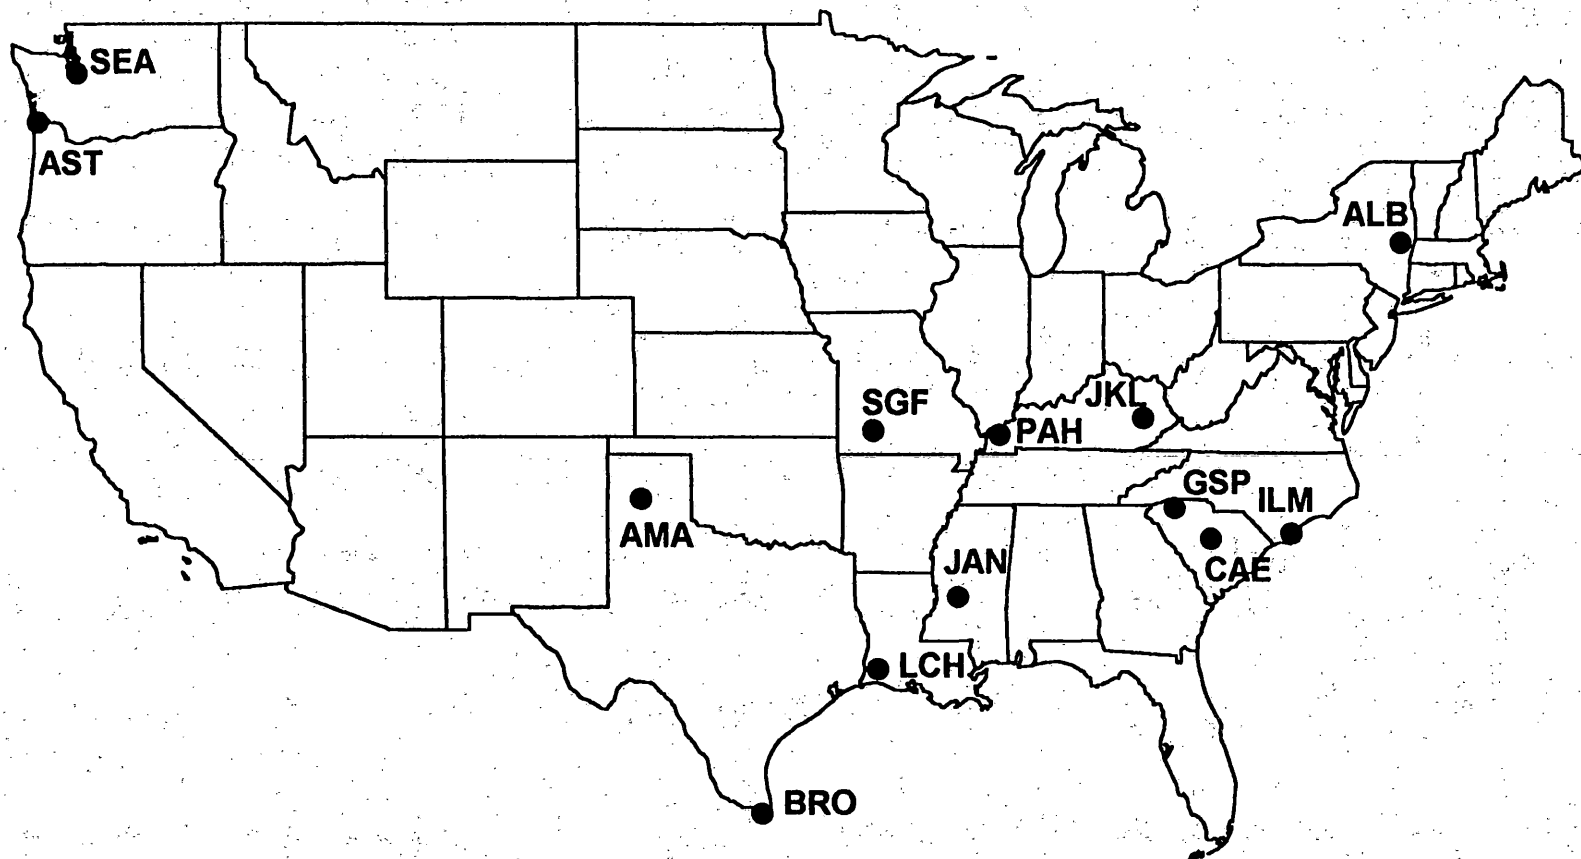 SEA
AST
ALB
SGF
JKL
PAH
GSP
ILM
AMA
JAN
CAE
LCH
BRO